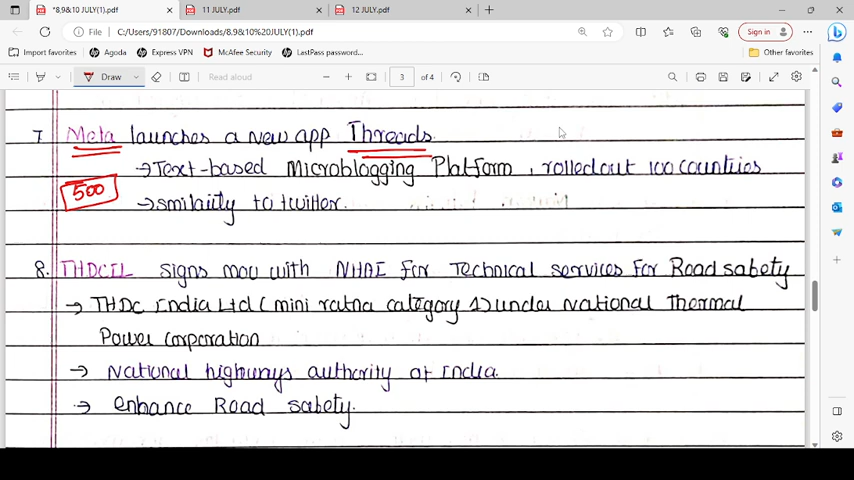 *8,9&10 JULY(1).pdf
11 JULY.pdf
12 JULY.pdf
File
C:/Users/91807/Downloads/8,9&10%20JULY(1).pdf
Sign in
Import favorites
Agoda
Express VPN
McAfee Security
LastPass password...
Other favorites
Draw
Read aloud
3 of 4
7 Meta launches a new app Threads.
→Text-based Microblogging Platform, rolledout 100 countries
500
→smilarity to twitter.
8. THDCIL signs mou with NHAI for Technical services for Road sabety
→ THDC India Ltd (mini ratna category 1) under National Thermal
Power corporation
→ National highways authority of India.
→ enhance Road sabety.